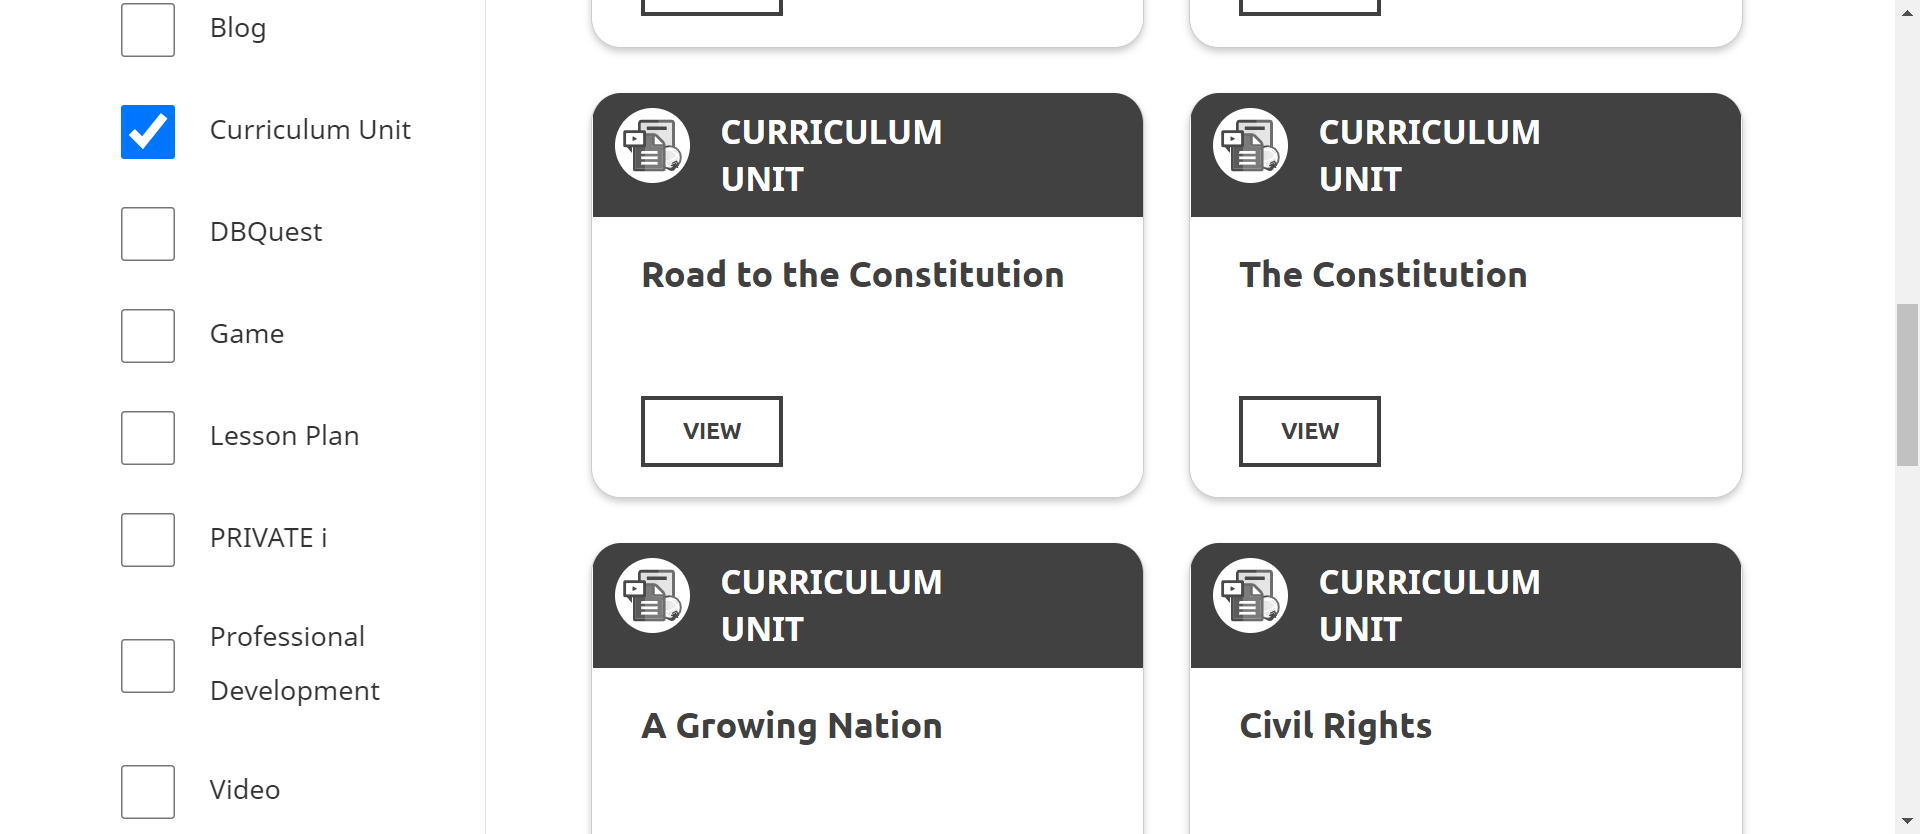 Blog
Curriculum Unit
DBQuest
Game
Lesson Plan
PRIVATE i
Professional
Development
Video
CURRICULUM
UNIT
Road to the Constitution
VIEW
CURRICULUM
UNIT
The Constitution
VIEW
CURRICULUM
UNIT
A Growing Nation
CURRICULUM
UNIT
Civil Rights